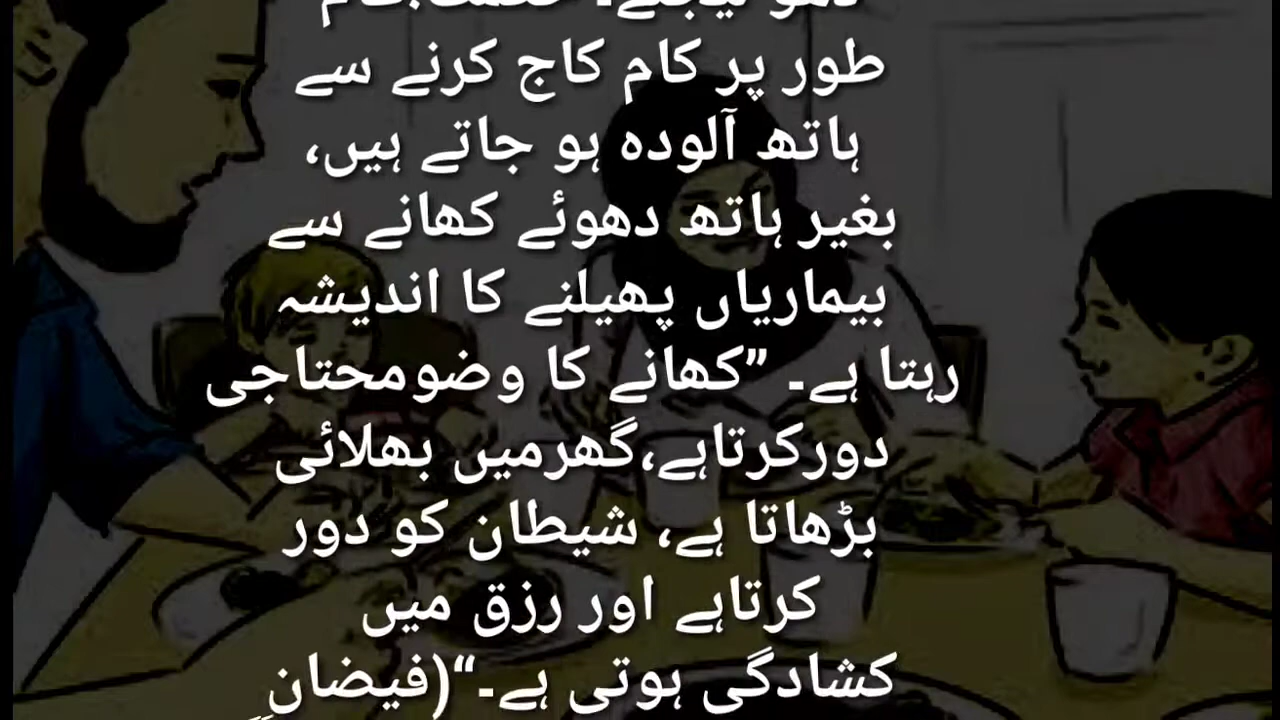 طور پر کام کاج کرنے سے
ہاتھ آلودہ ہو جاتے ہیں،
بغیر ہاتھ دھوئے کھانے سے
بیماریاں پھیلنے کا اندیشہ
رہتا ہے۔ ”کھانے کا وضومحتاجی
دورکرتاہے،گھرمیں بھلائی
بڑھاتا ہے، شیطان کو دور
کرتاہے اور رزق میں
کشادگی ہوتی ہے۔“(فیضانِ